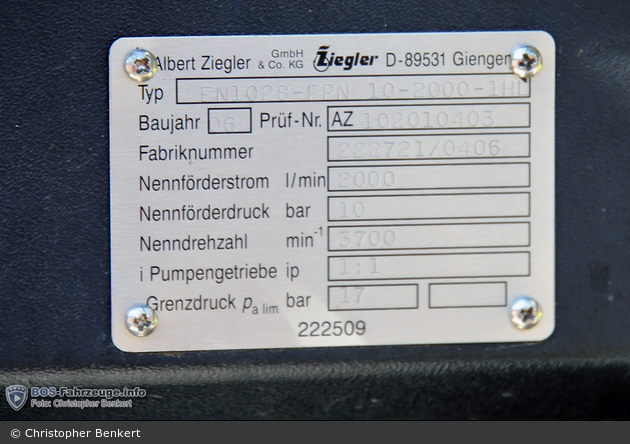 Albert Ziegler GmbH & Co. KG Ziegler D-89531 Giengen
Typ EN1028-FPN 10-2000-1HL
Baujahr 06 Prüf-Nr. AZ 102010403
Fabriknummer 222721/0406
Nennförderstrom l/min 2000
Nennförderdruck bar 10
Nenndrehzahl min-1 3700
i Pumpengetriebe ip 1:1
Grenzdruck pa lim bar 17
222509
BOS-Fahrzeuge.info
Foto: Christopher Benkert
© Christopher Benkert